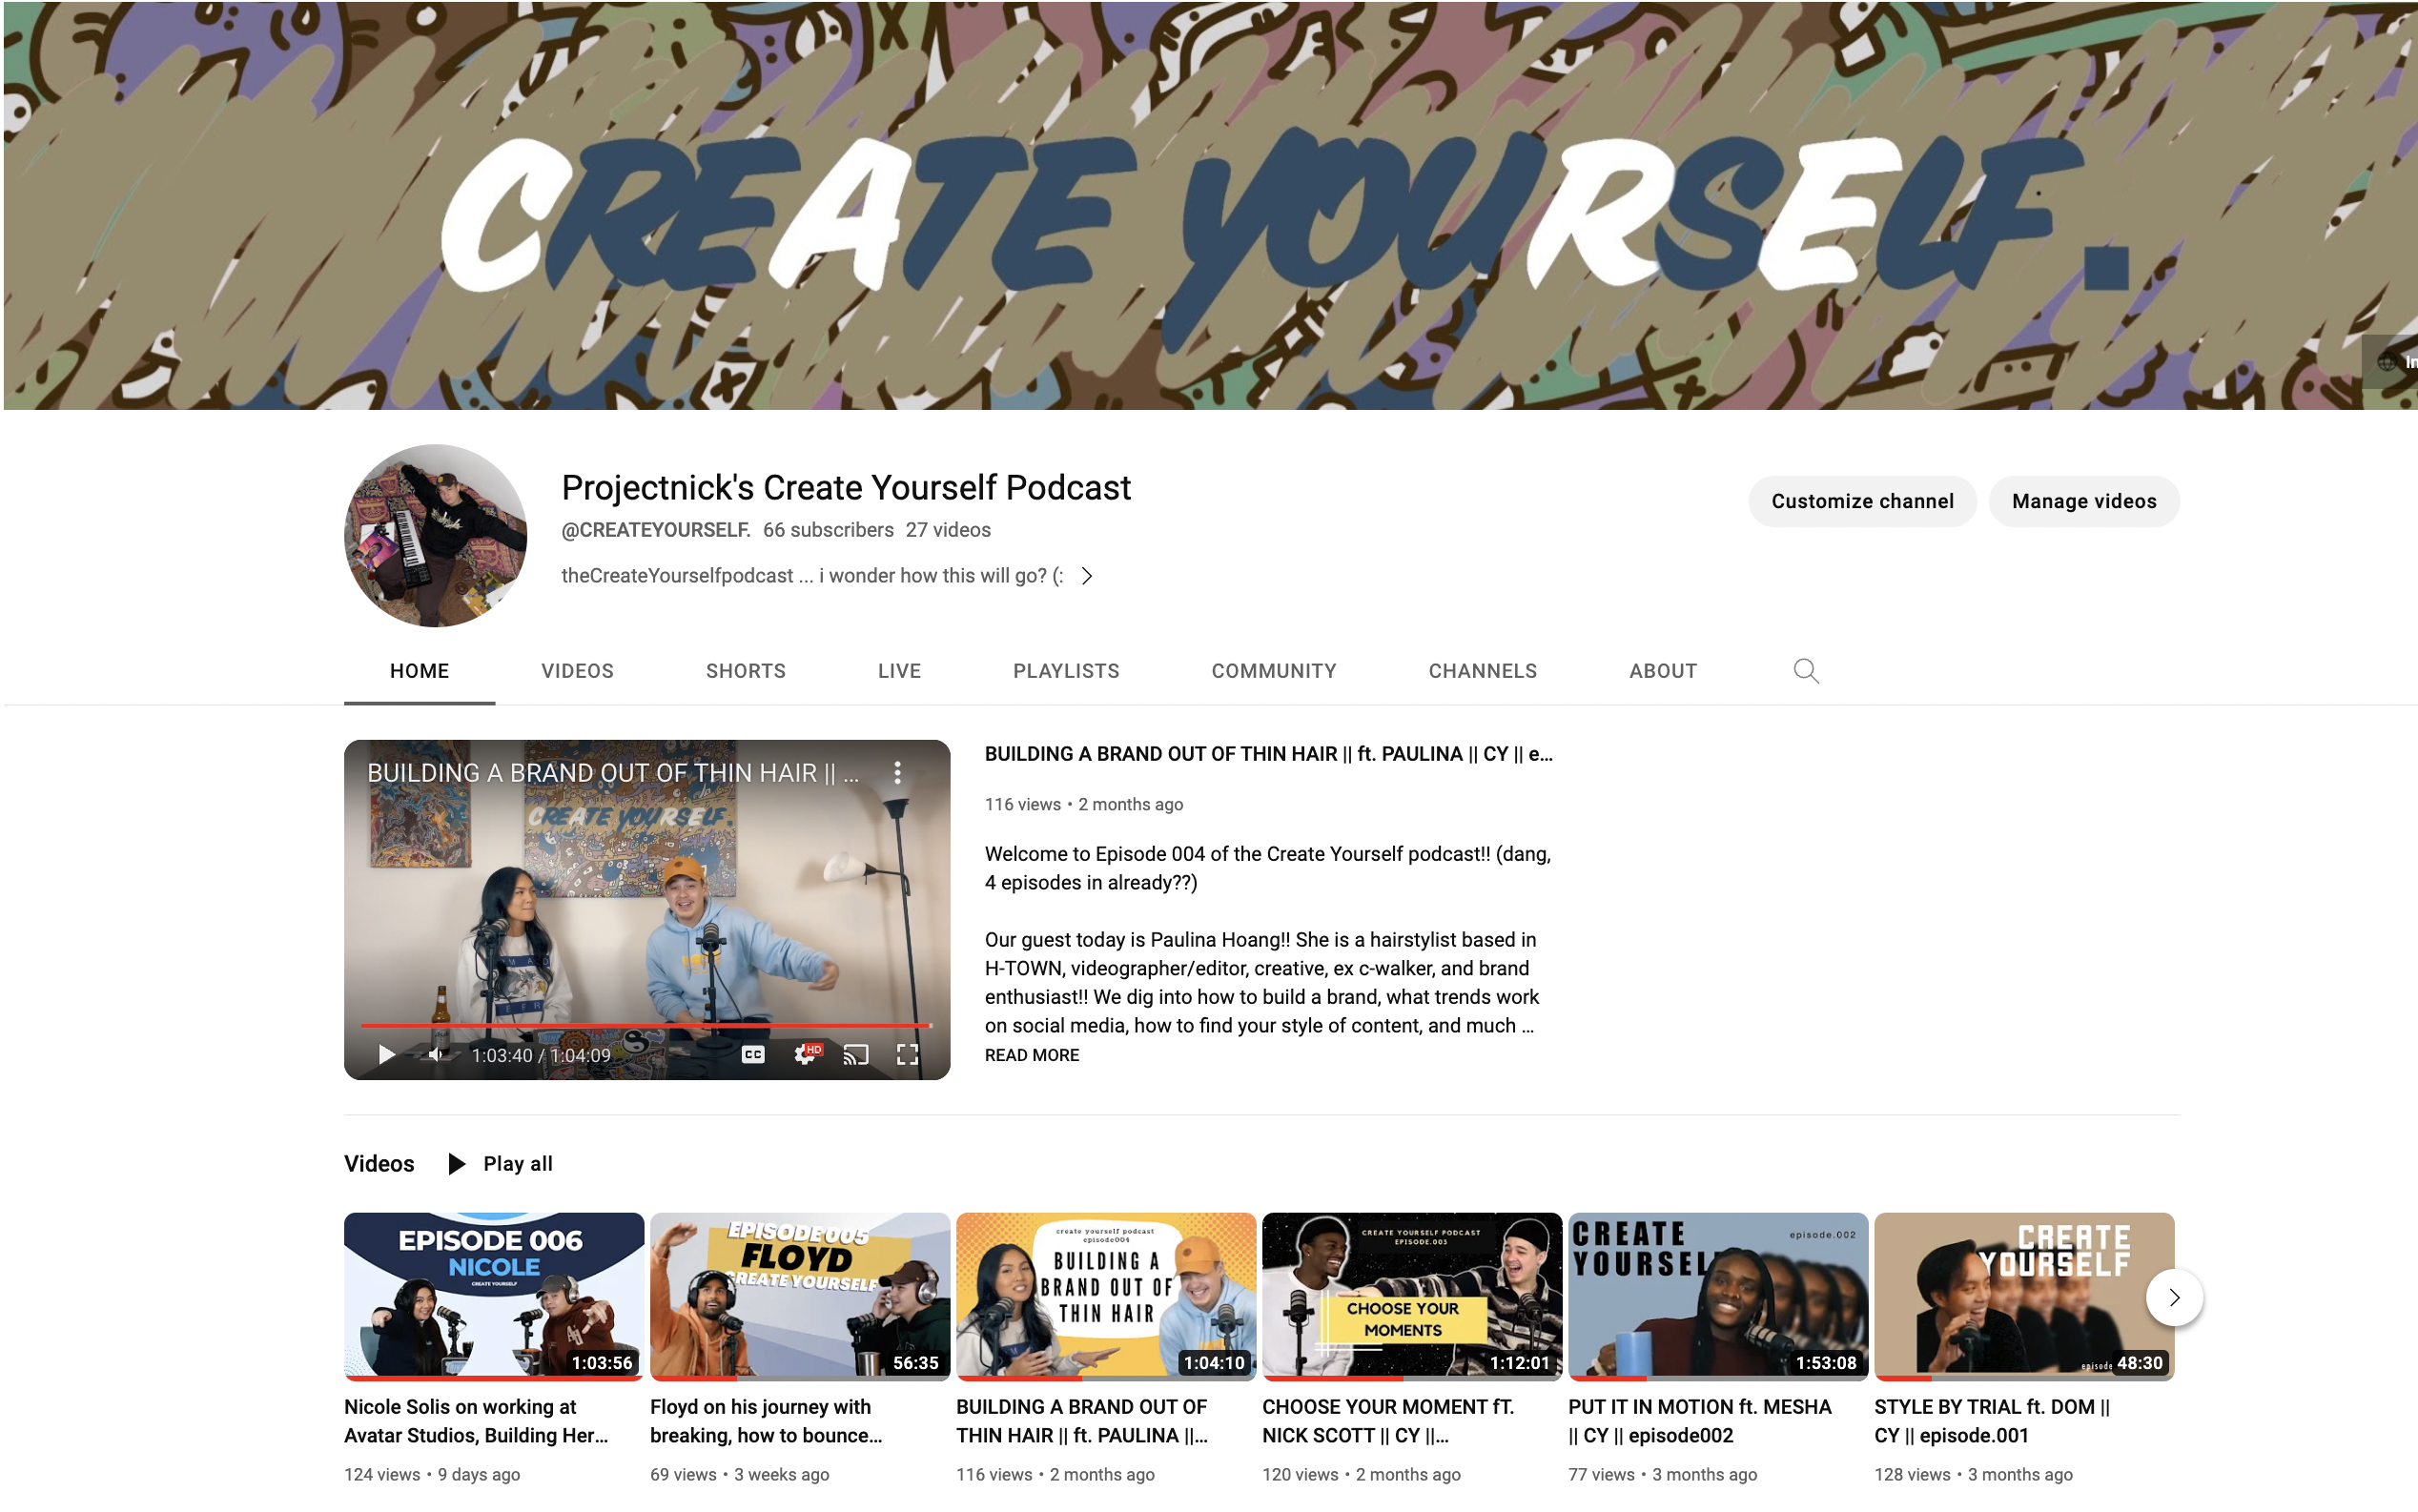 CREATE YOURSELF.
In
Projectnick's Create Yourself Podcast
@CREATEYOURSELF. 66 subscribers 27 videos
theCreateYourselfpodcast ... i wonder how this will go? (:
Customize channel
Manage videos
HOME
VIDEOS
SHORTS
LIVE
PLAYLISTS
COMMUNITY
CHANNELS
ABOUT
BUILDING A BRAND OUT OF THIN HAIR || ...
CREATE YOURSELF.
1:03:40 / 1:04:09
CC
HD
BUILDING A BRAND OUT OF THIN HAIR || ft. PAULINA || CY || e...
116 views • 2 months ago
Welcome to Episode 004 of the Create Yourself podcast!! (dang,
4 episodes in already??)
Our guest today is Paulina Hoang!! She is a hairstylist based in
H-TOWN, videographer/editor, creative, ex c-walker, and brand
enthusiast!! We dig into how to build a brand, what trends work
on social media, how to find your style of content, and much ...
READ MORE
Videos
Play all
EPISODE 006
NICOLE
CREATE YOURSELF
1:03:56
Nicole Solis on working at
Avatar Studios, Building Her...
124 views • 9 days ago
EPISODE 005
FLOYD
CREATE YOURSELF
56:35
Floyd on his journey with
breaking, how to bounce...
69 views • 3 weeks ago
create yourself podcast
episode004
BUILDING A
BRAND OUT OF
THIN HAIR
1:04:10
BUILDING A BRAND OUT OF
THIN HAIR || ft. PAULINA ||...
116 views • 2 months ago
CREATE YOURSELF PODCAST
EPISODE.003
CHOOSE YOUR
MOMENTS
1:12:01
CHOOSE YOUR MOMENT fT.
NICK SCOTT || CY ||...
120 views • 2 months ago
CREATE
YOURSELF
episode.002
1:53:08
PUT IT IN MOTION ft. MESHA
|| CY || episode002
77 views • 3 months ago
CREATE
YOURSELF
episode
48:30
STYLE BY TRIAL ft. DOM ||
CY || episode.001
128 views • 3 months ago